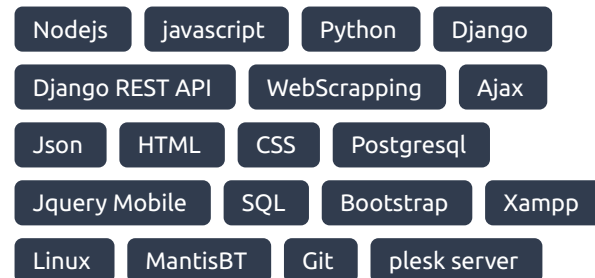 Nodejs javascript Python Django
Django REST API WebScrapping Ajax
Json HTML CSS Postgresql
Jquery Mobile SQL Bootstrap Xampp
Linux MantisBT Git plesk server